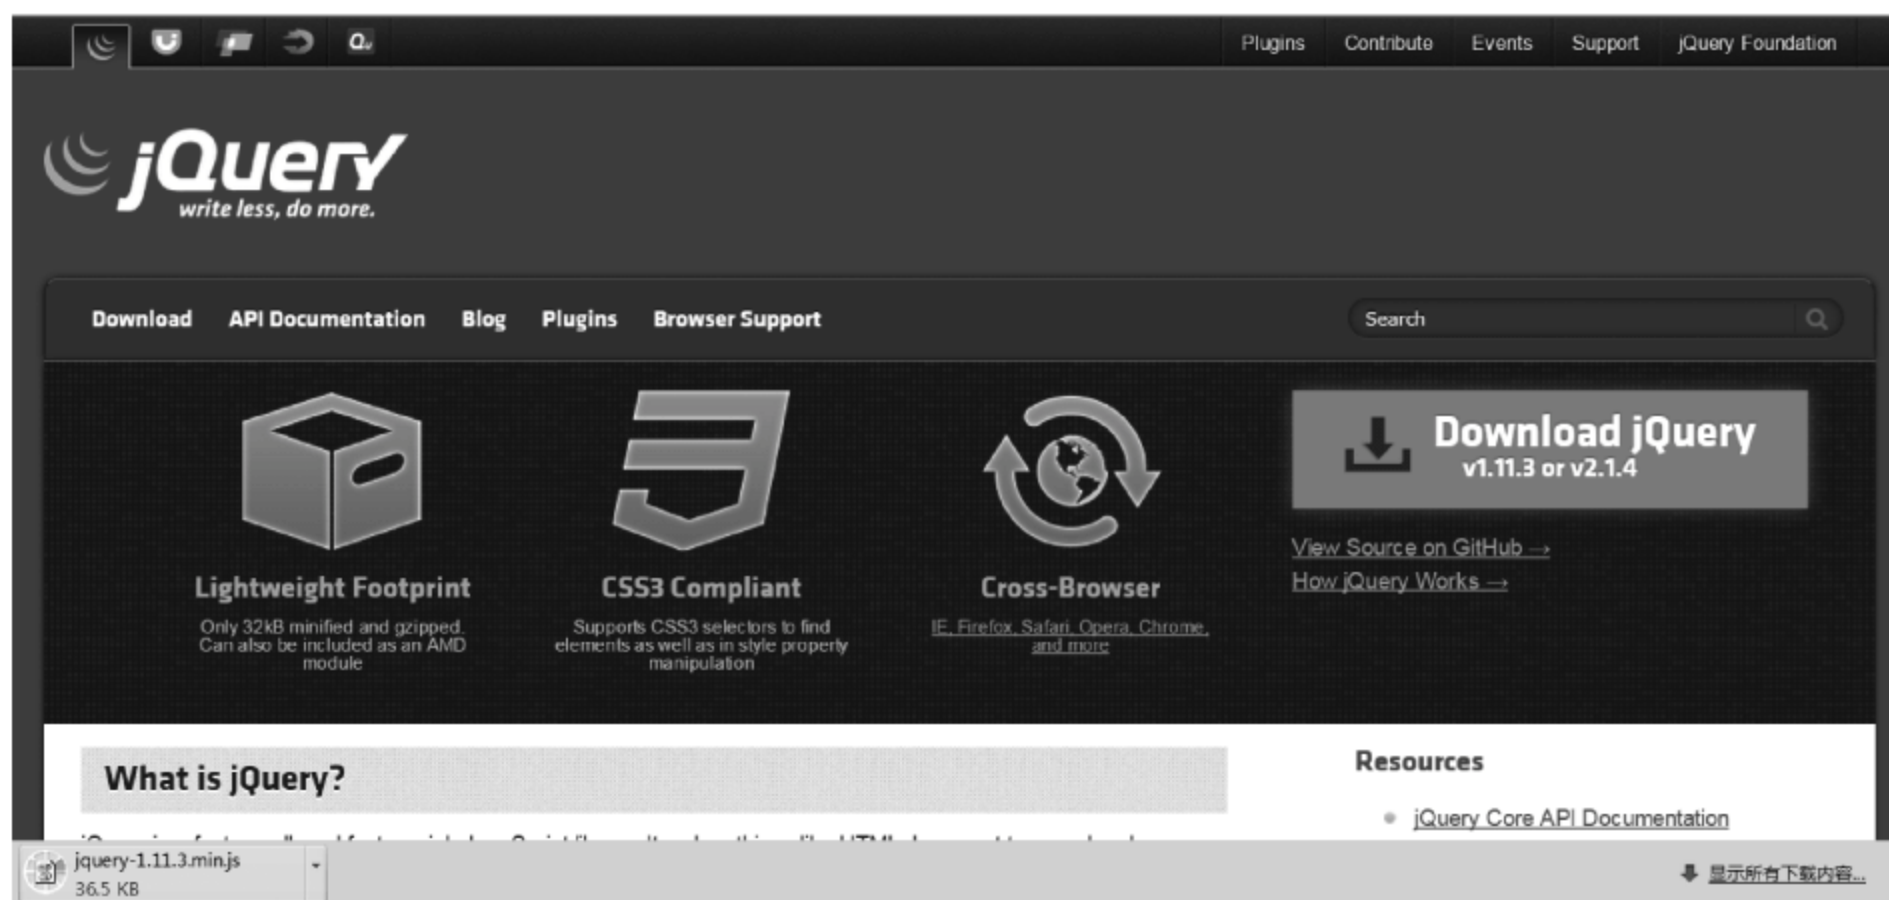 Plugins Contribute Events Support jQuery Foundation
jQuery
write less, do more.
Download API Documentation Blog Plugins Browser Support Search
Download jQuery
v1.11.3 or v2.1.4
View Source on GitHub →
How jQuery Works →
Lightweight Footprint
Only 32kB minified and gzipped.
Can also be included as an AMD
module
CSS3 Compliant
Supports CSS3 selectors to find
elements as well as in style property
manipulation
Cross-Browser
IE, Firefox, Safari, Opera, Chrome,
and more
What is jQuery?
Resources
jQuery Core API Documentation
jquery-1.11.3.min.js
36.5 KB
显示所有下载内容...